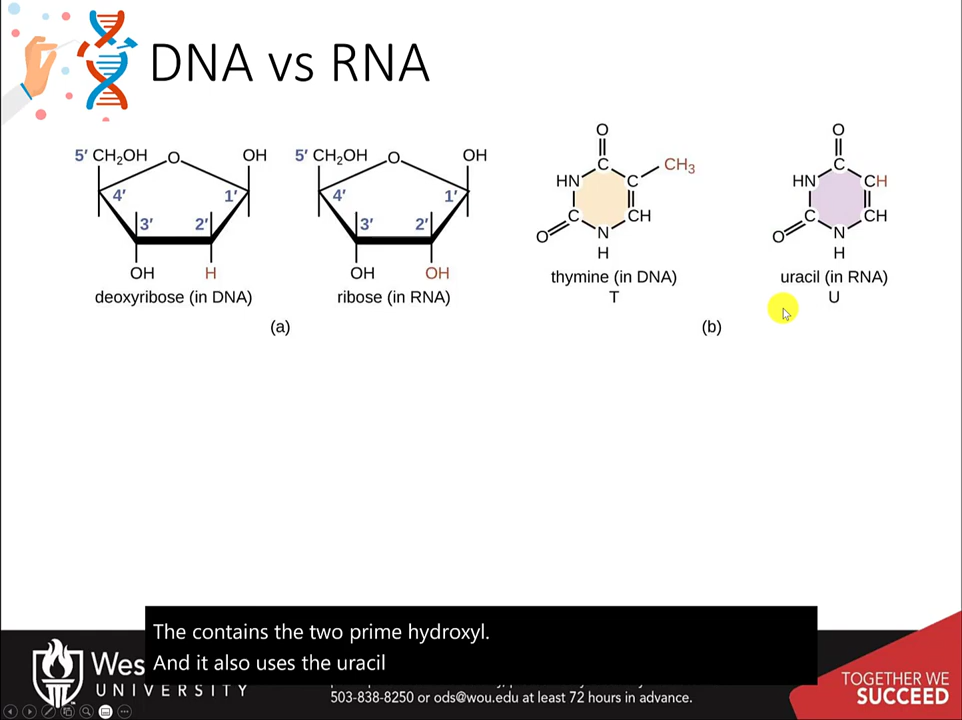 DNA vs RNA
5′ CH₂OH O OH
4′ 1′
3′ 2′
OH H
deoxyribose (in DNA)
5′ CH₂OH O OH
4′ 1′
3′ 2′
OH OH
ribose (in RNA)
(a)
O
C CH₃
HN C
C CH
O N
H
thymine (in DNA)
T
O
C
HN CH
C CH
O N
H
uracil (in RNA)
U
(b)
The contains the two prime hydroxyl.
And it also uses the uracil
Wes
UNIVERSITY
503-838-8250 or ods@wou.edu at least 72 hours in advance.
TOGETHER WE
SUCCEED